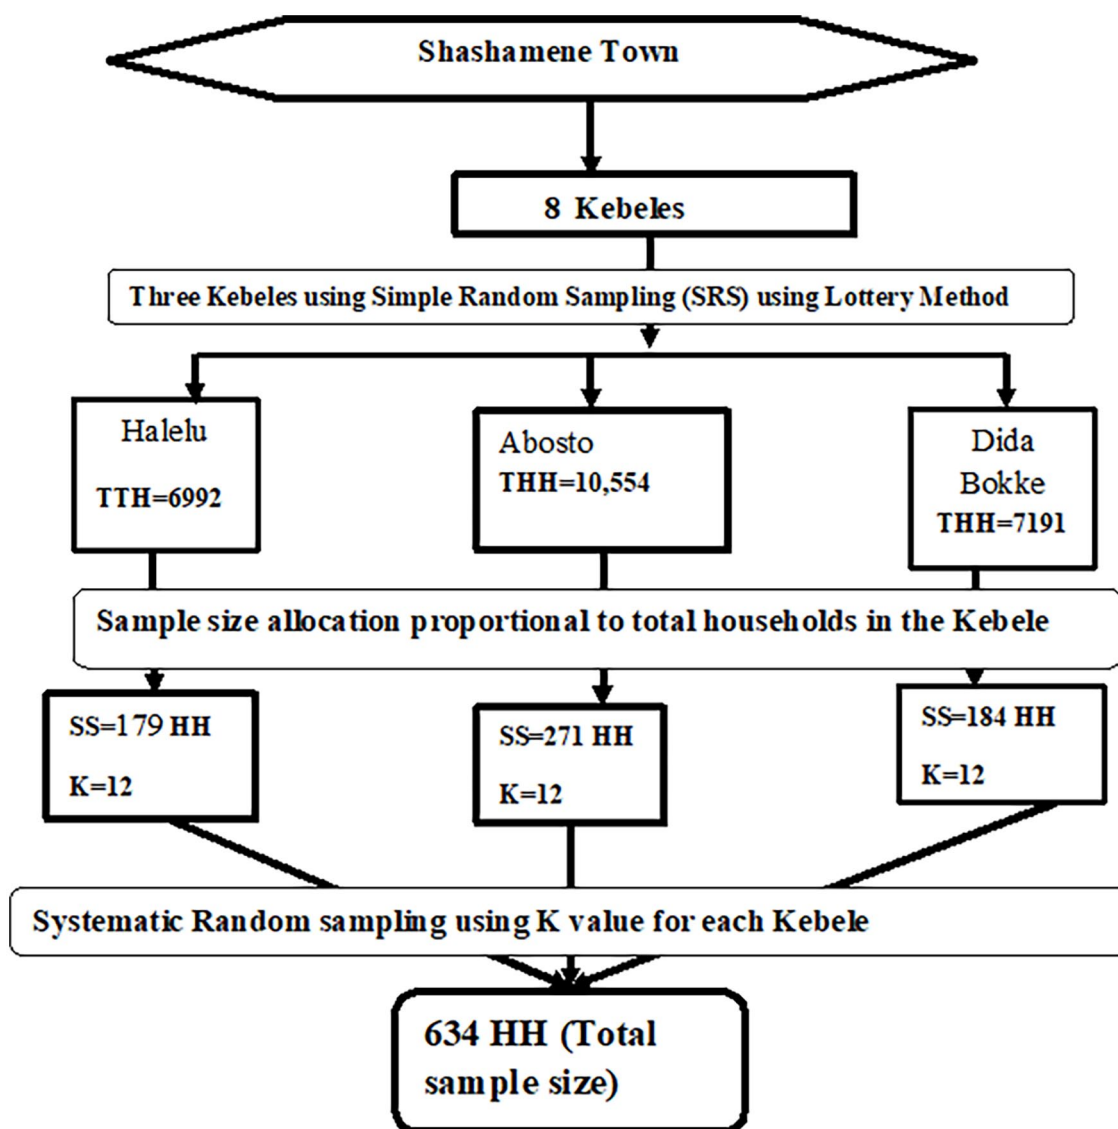 Shashamene Town
8 Kebeles
Three Kebeles using Simple Random Sampling (SRS) using Lottery Method
Halelu
TTH=6992
Abosto
THH=10,554
Dida
Bokke
THH=7191
Sample size allocation proportional to total households in the Kebele
SS=179 HH
K=12
SS=271 HH
K=12
SS=184 HH
K=12
Systematic Random sampling using K value for each Kebele
634 HH (Total
sample size)